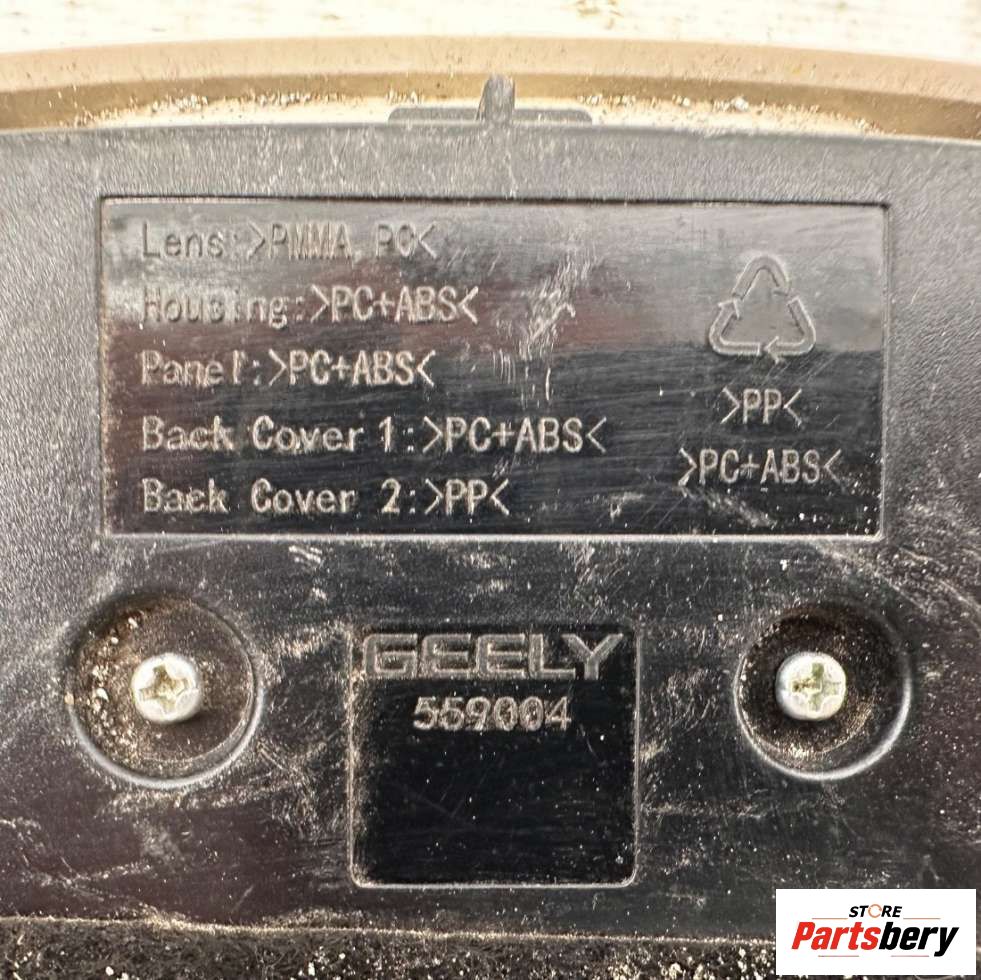 Lens:>PMMA,PC<
Housing:>PC+ABS<
Panel:>PC+ABS<
Back Cover 1:>PC+ABS<
Back Cover 2:>PP<
>PP<
>PC+ABS<
GEELY
559004
STORE
Partsbery